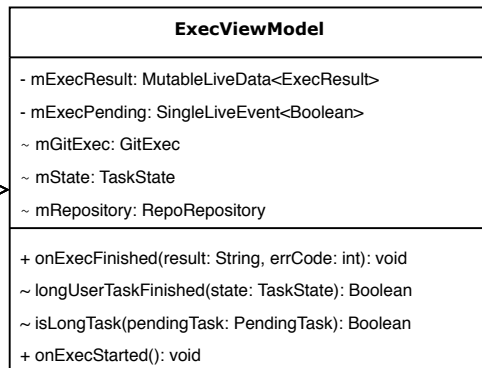 ExecViewModel
- mExecResult: MutableLiveData<ExecResult>
- mExecPending: SingleLiveEvent<Boolean>
~ mGitExec: GitExec
~ mState: TaskState
~ mRepository: RepoRepository
+ onExecFinished(result: String, errCode: int): void
~ longUserTaskFinished(state: TaskState): Boolean
~ isLongTask(pendingTask: PendingTask): Boolean
+ onExecStarted(): void